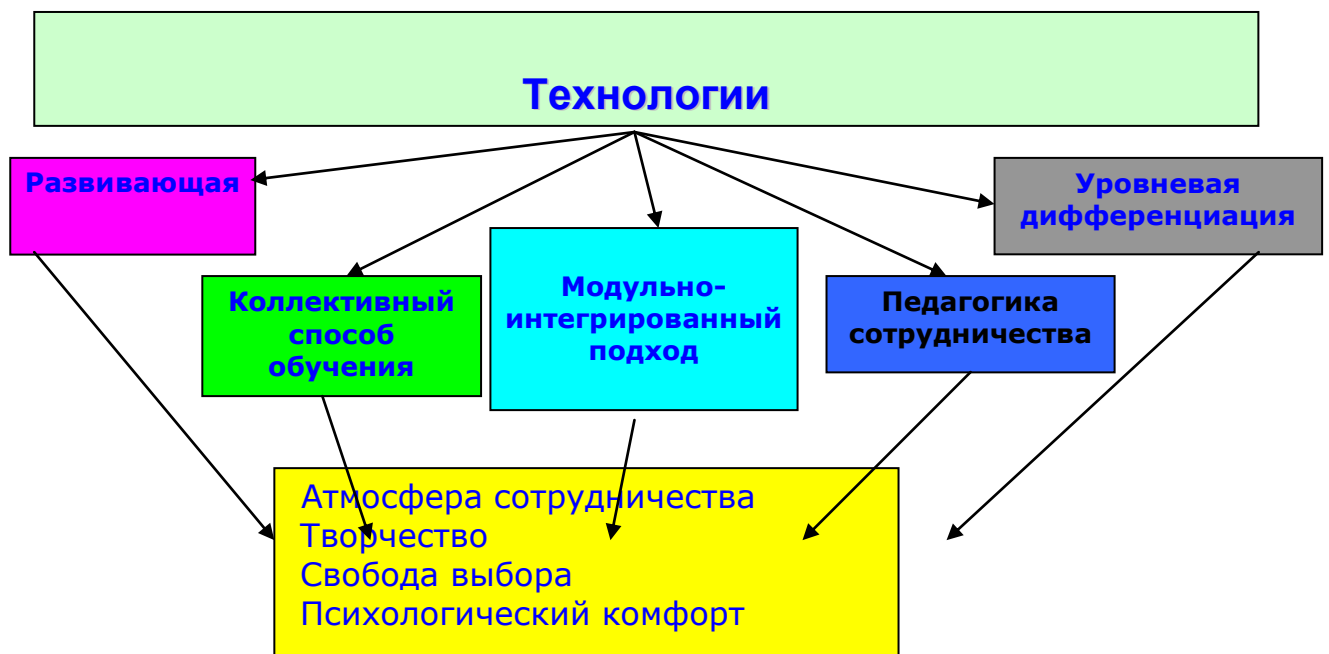 Технологии
Развивающая
Уровневая
дифференциация
Коллективный
способ
обучения
Модульно-
интегрированный
подход
Педагогика
сотрудничества
Атмосфера сотрудничества
Творчество
Свобода выбора
Психологический комфорт